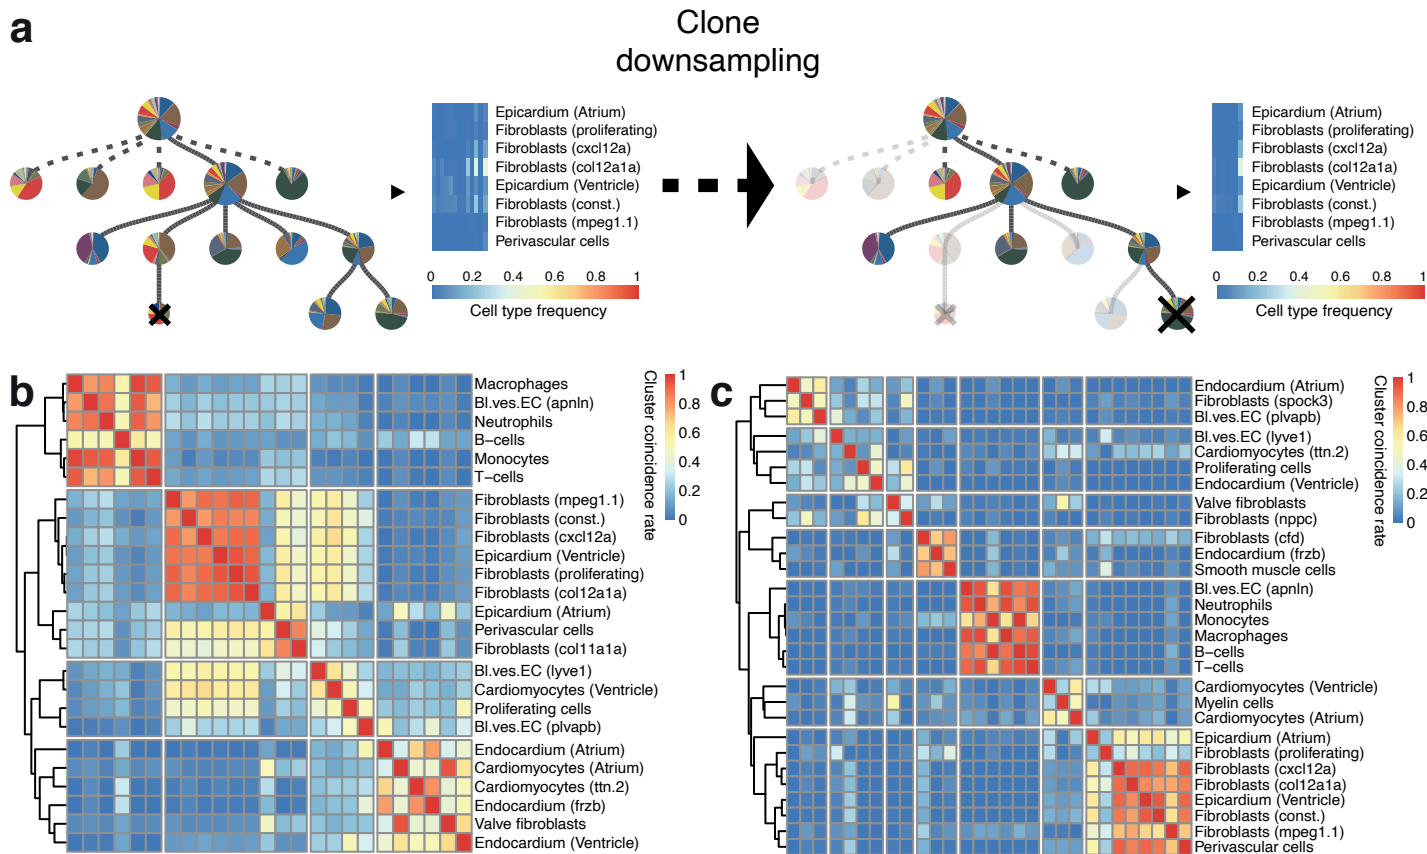 a
Clone
downsampling
Epicardium (Atrium)
Fibroblasts (proliferating)
Fibroblasts (cxcl12a)
Fibroblasts (col12a1a)
Epicardium (Ventricle)
Fibroblasts (const.)
Fibroblasts (mpeg1.1)
Perivascular cells
0 0.2 0.4 0.6 0.8 1
Cell type frequency
Epicardium (Atrium)
Fibroblasts (proliferating)
Fibroblasts (cxcl12a)
Fibroblasts (col12a1a)
Epicardium (Ventricle)
Fibroblasts (const.)
Fibroblasts (mpeg1.1)
Perivascular cells
0 0.2 0.4 0.6 0.8 1
Cell type frequency
b
Macrophages
Bl.ves.EC (apnln)
Neutrophils
B−cells
Monocytes
T−cells
Fibroblasts (mpeg1.1)
Fibroblasts (const.)
Fibroblasts (cxcl12a)
Epicardium (Ventricle)
Fibroblasts (proliferating)
Fibroblasts (col12a1a)
Epicardium (Atrium)
Perivascular cells
Fibroblasts (col11a1a)
Bl.ves.EC (lyve1)
Cardiomyocytes (Ventricle)
Proliferating cells
Bl.ves.EC (plvapb)
Endocardium (Atrium)
Cardiomyocytes (Atrium)
Cardiomyocytes (ttn.2)
Endocardium (frzb)
Valve fibroblasts
Endocardium (Ventricle)
Cluster coincidence rate
1
0.8
0.6
0.4
0.2
0
c
Endocardium (Atrium)
Fibroblasts (spock3)
Bl.ves.EC (plvapb)
Bl.ves.EC (lyve1)
Cardiomyocytes (ttn.2)
Proliferating cells
Endocardium (Ventricle)
Valve fibroblasts
Fibroblasts (nppc)
Fibroblasts (cfd)
Endocardium (frzb)
Smooth muscle cells
Bl.ves.EC (apnln)
Neutrophils
Monocytes
Macrophages
B−cells
T−cells
Cardiomyocytes (Ventricle)
Myelin cells
Cardiomyocytes (Atrium)
Epicardium (Atrium)
Fibroblasts (proliferating)
Fibroblasts (cxcl12a)
Fibroblasts (col12a1a)
Epicardium (Ventricle)
Fibroblasts (const.)
Fibroblasts (mpeg1.1)
Perivascular cells
Cluster coincidence rate
1
0.8
0.6
0.4
0.2
0